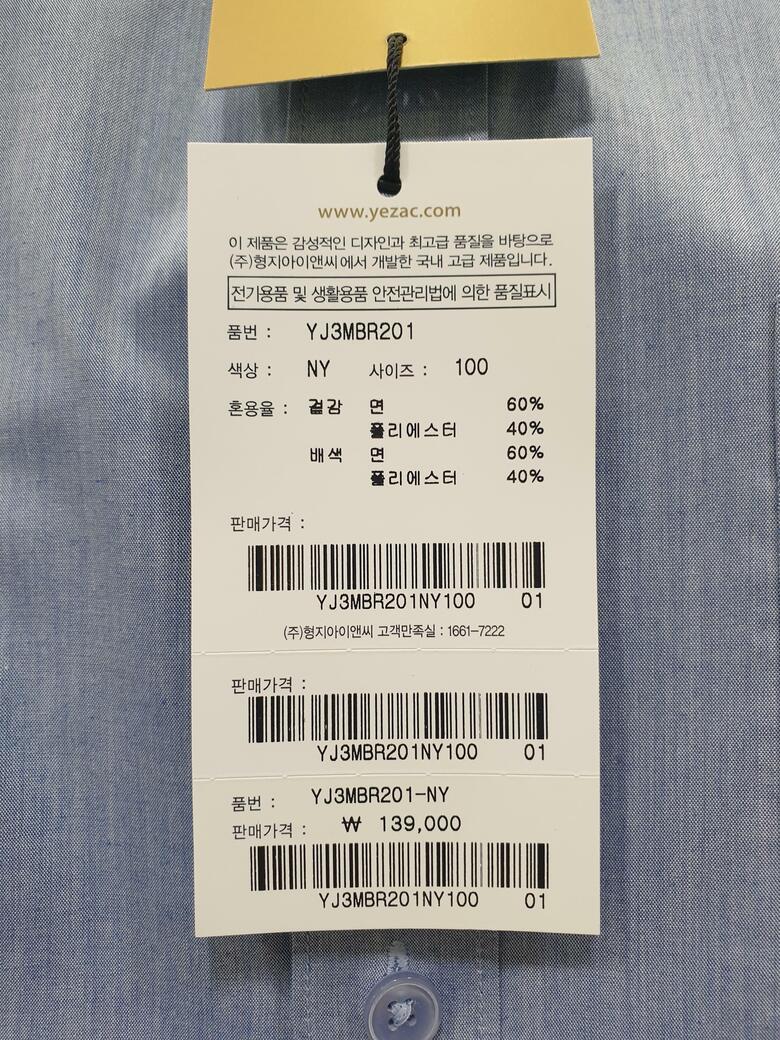 www.yezac.com
이 제품은 감성적인 디자인과 최고급 품질을 바탕으로
(주)형지아이앤씨에서 개발한 국내 고급 제품입니다.
전기용품 및 생활용품 안전관리법에 의한 품질표시
품번 : YJ3MBR201
색상 : NY 사이즈 : 100
혼용율 : 겉감 면 60%
폴리에스터 40%
배색 면 60%
폴리에스터 40%
판매가격 :
YJ3MBR201NY100 01
(주)형지아이앤씨 고객만족실 : 1661-7222
판매가격 :
YJ3MBR201NY100 01
품번 : YJ3MBR201-NY
판매가격 : ₩ 139,000
YJ3MBR201NY100 01